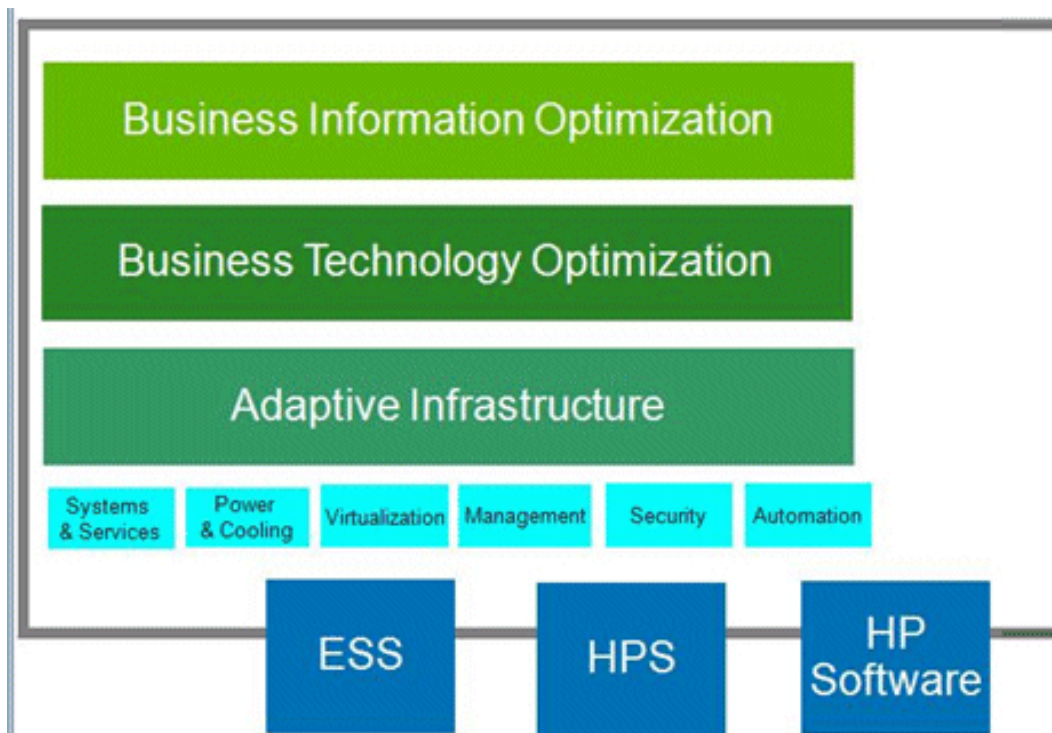 Business Information Optimization
Business Technology Optimization
Adaptive Infrastructure
Systems
& Services
Power
& Cooling
Virtualization
Management
Security
Automation
ESS
HPS
HP
Software